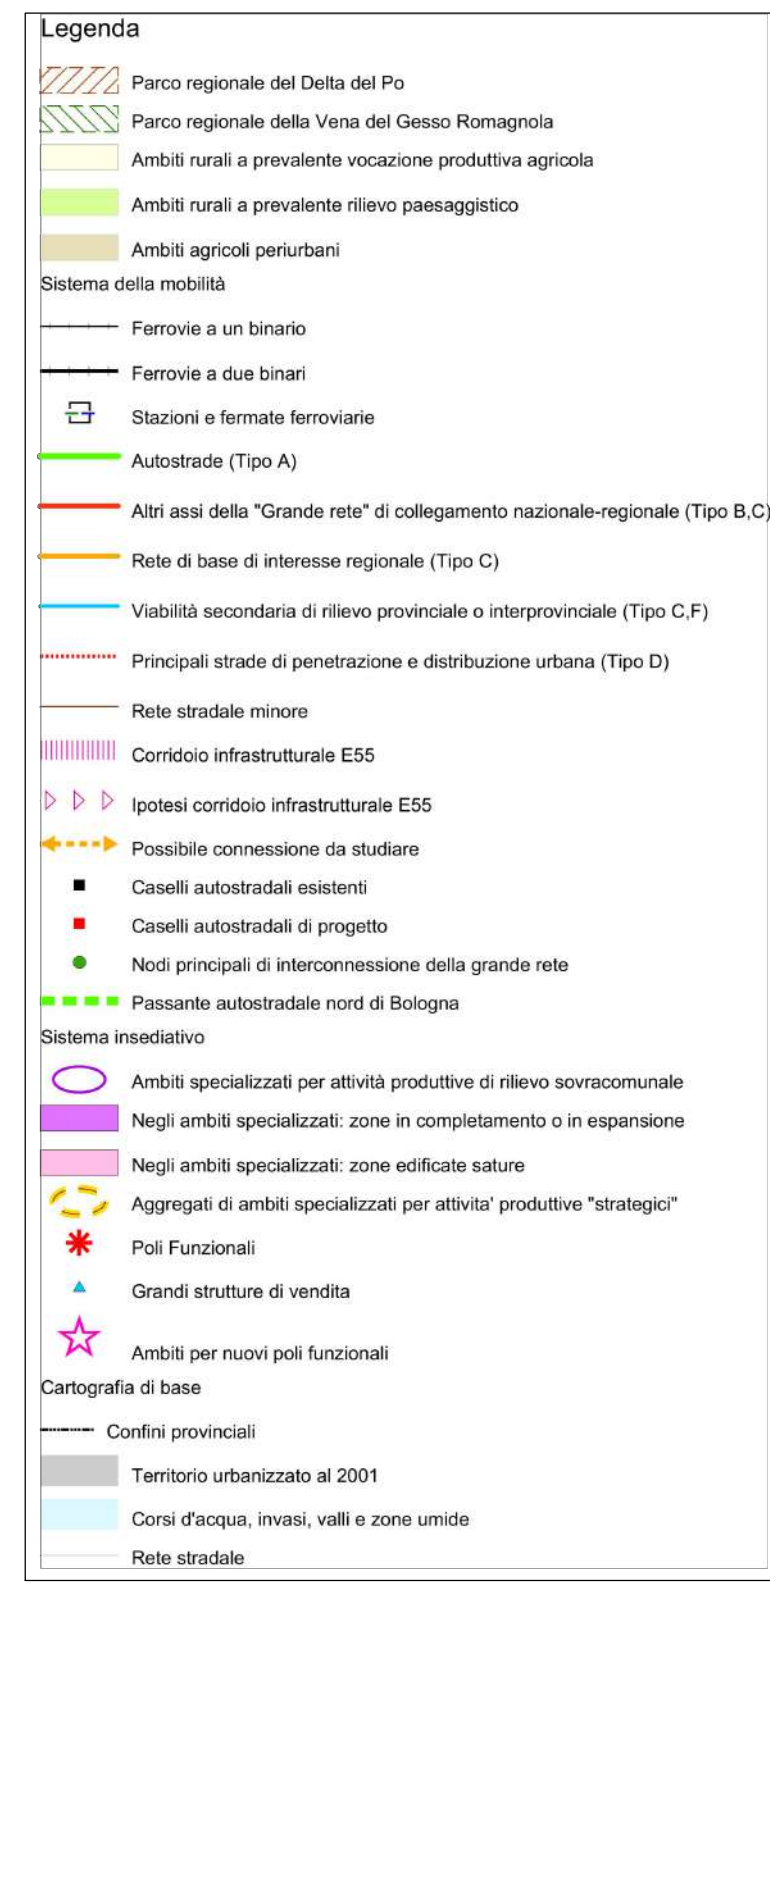 Legenda
Parco regionale del Delta del Po
Parco regionale della Vena del Gesso Romagnola
Ambiti rurali a prevalente vocazione produttiva agricola
Ambiti rurali a prevalente rilievo paesaggistico
Ambiti agricoli periurbani
Sistema della mobilità
Ferrovie a un binario
Ferrovie a due binari
Stazioni e fermate ferroviarie
Autostrade (Tipo A)
Altri assi della "Grande rete" di collegamento nazionale-regionale (Tipo B,C)
Rete di base di interesse regionale (Tipo C)
Viabilità secondaria di rilievo provinciale o interprovinciale (Tipo C,F)
Principali strade di penetrazione e distribuzione urbana (Tipo D)
Rete stradale minore
Corridoio infrastrutturale E55
Ipotesi corridoio infrastrutturale E55
Possibile connessione da studiare
Caselli autostradali esistenti
Caselli autostradali di progetto
Nodi principali di interconnessione della grande rete
Passante autostradale nord di Bologna
Sistema insediativo
Ambiti specializzati per attività produttive di rilievo sovracomunale
Negli ambiti specializzati: zone in completamento o in espansione
Negli ambiti specializzati: zone edificate sature
Aggregati di ambiti specializzati per attivita' produttive "strategici"
Poli Funzionali
Grandi strutture di vendita
Ambiti per nuovi poli funzionali
Cartografia di base
Confini provinciali
Territorio urbanizzato al 2001
Corsi d'acqua, invasi, valli e zone umide
Rete stradale